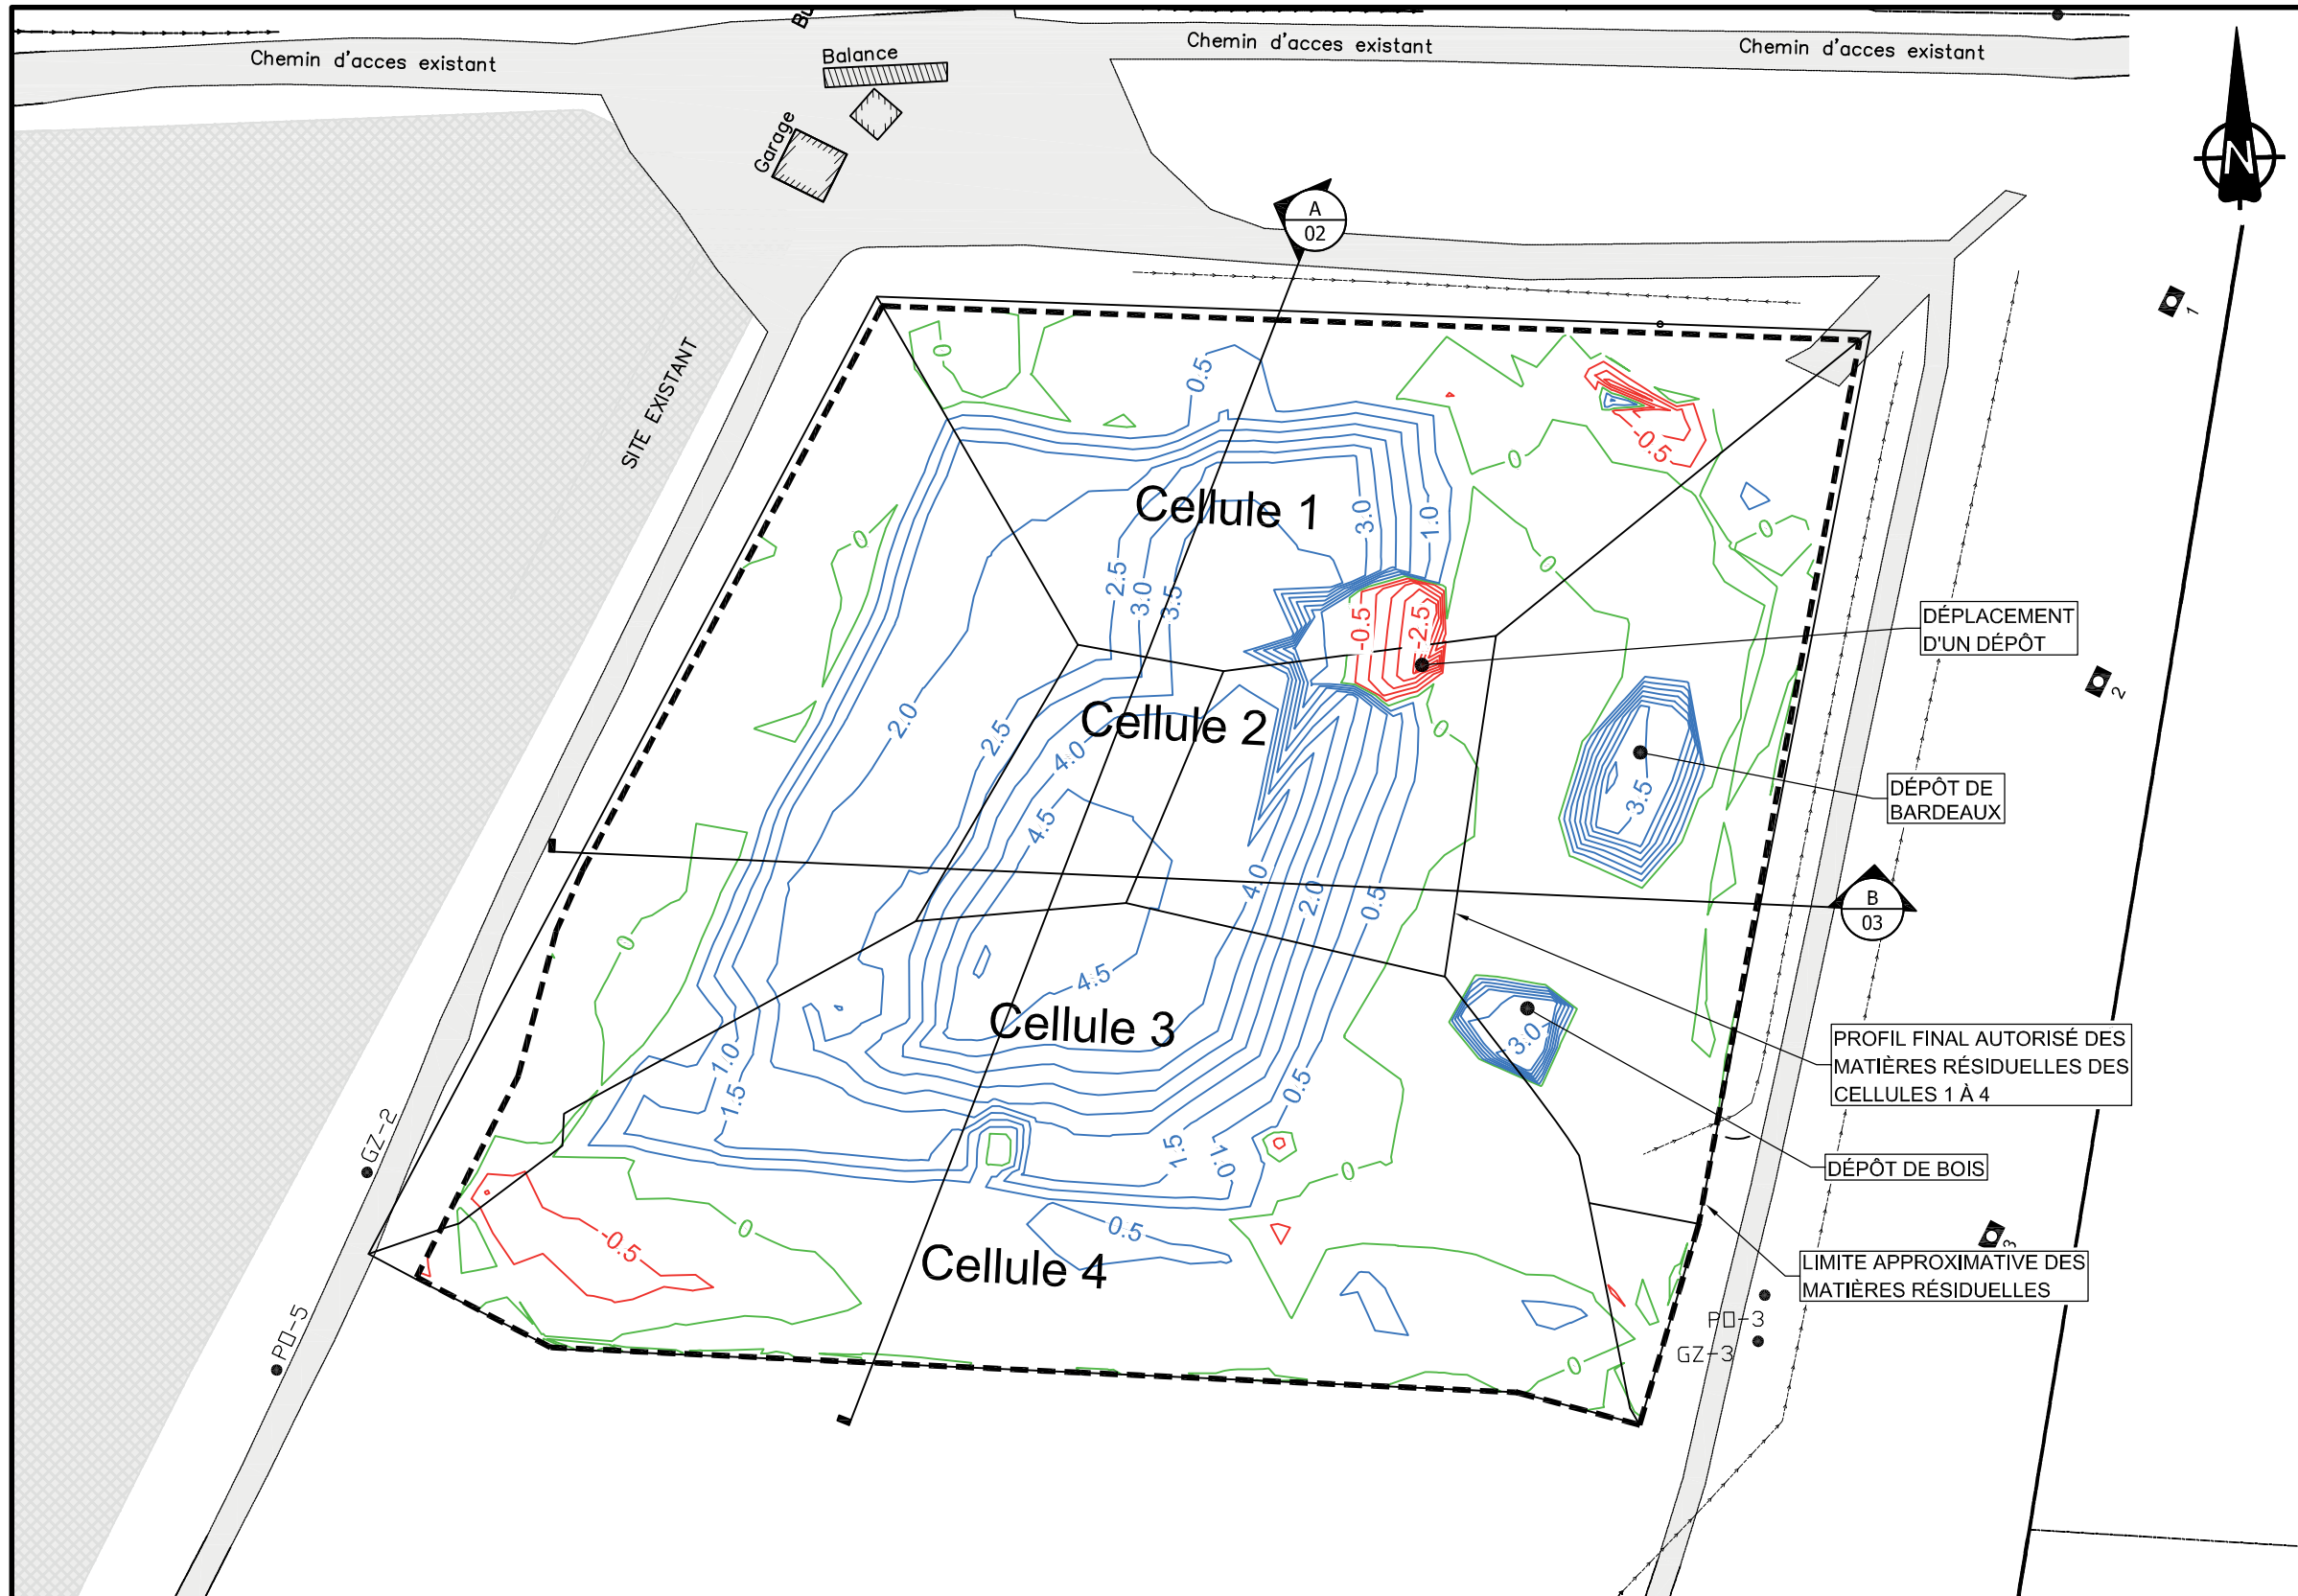 Bu
Chemin d'acces existant
Balance
Chemin d'acces existant
Chemin d'acces existant
Garage
N
A
02
SITE EXISTANT
1
0
0.5
-0.5
0
0
0
0
Cellule 1
3.0
1.0
2.5
3.0
3.5
-0.5
-2.5
DÉPLACEMENT
D'UN DÉPÔT
2
2.0
2.5
Cellule 2
4.0
0
3.5
DÉPÔT DE
BARDEAUX
4.5
4.0
2.0
0.5
B
03
0
4.5
Cellule 3
3.0
PROFIL FINAL AUTORISÉ DES
MATIÈRES RÉSIDUELLES DES
CELLULES 1 À 4
1.0
1.5
0.5
GZ-2
1.5
1.0
0
DÉPÔT DE BOIS
0
-0.5
0.5
3
Cellule 4
LIMITE APPROXIMATIVE DES
MATIÈRES RÉSIDUELLES
PO-5
PO-3
GZ-3
0